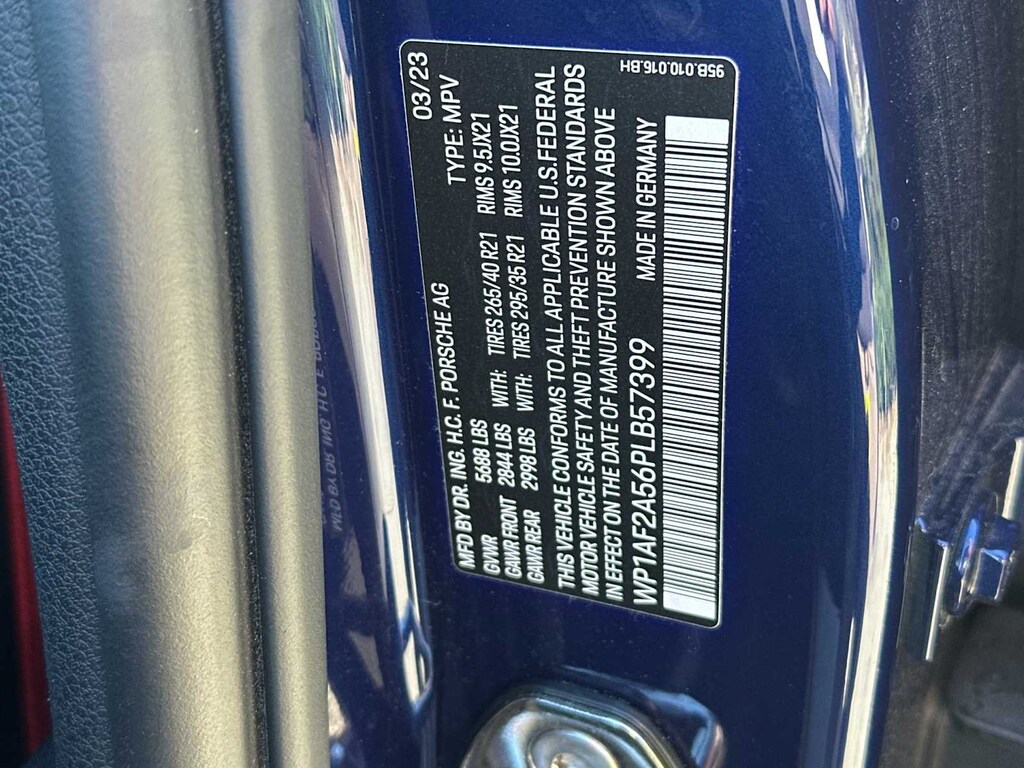 03/23
MFD BY DR. ING. H.C. F. PORSCHE AG TYPE: MPV
GVWR 5688 LBS
GAWR FRONT 2844 LBS WITH: TIRES 265/40 R21 RIMS 9.5JX21
GAWR REAR 2998 LBS WITH: TIRES 295/35 R21 RIMS 10.0JX21
THIS VEHICLE CONFORMS TO ALL APPLICABLE U.S.FEDERAL
MOTOR VEHICLE SAFETY AND THEFT PREVENTION STANDARDS
IN EFFECT ON THE DATE OF MANUFACTURE SHOWN ABOVE
WP1AF2A56PLB57399 MADE IN GERMANY
95B.010.016.BH